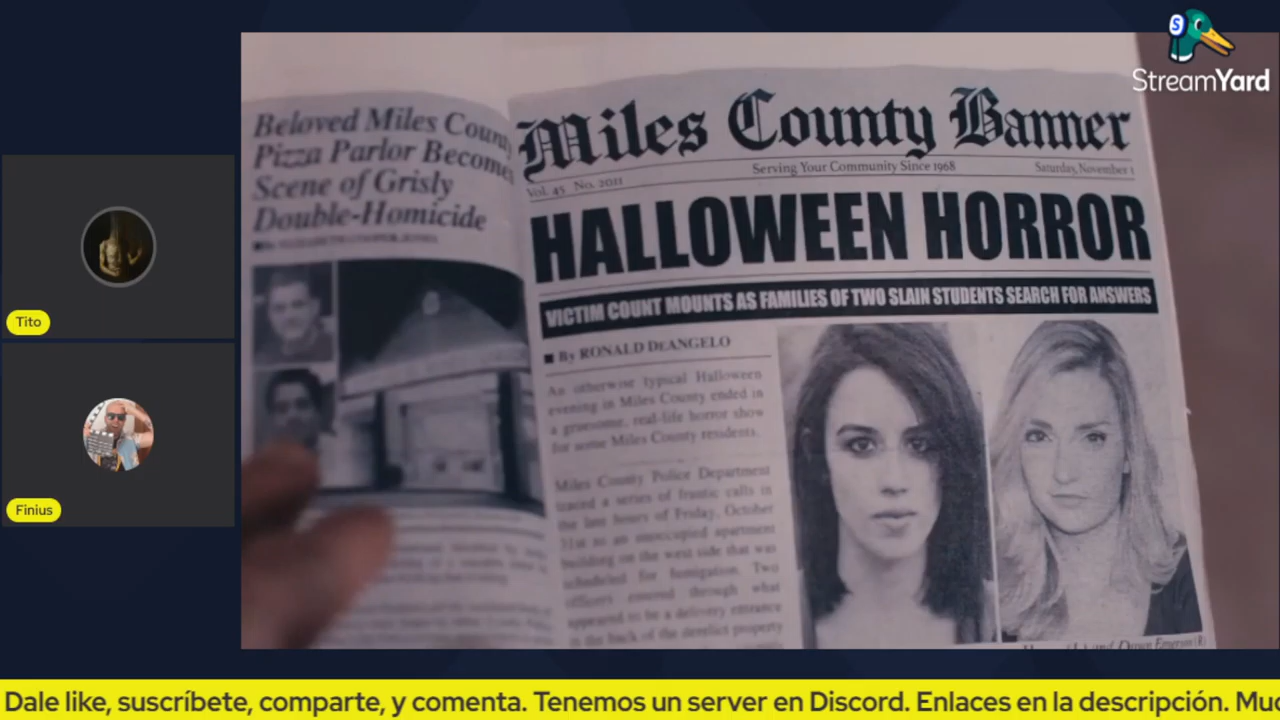 StreamYard
Beloved Miles County
Pizza Parlor Becomes
Scene of Grisly
Double-Homicide
Miles County Banner
Serving Your Community Since 1968
Vol. 45 No. 2011
Saturday, November 1
HALLOWEEN HORROR
VICTIM COUNT MOUNTS AS FAMILIES OF TWO SLAIN STUDENTS SEARCH FOR ANSWERS
By RONALD DEANGELO
An otherwise typical Halloween
evening in Miles County ended in
a gruesome, real-life horror show
for some Miles County residents.
Miles County Police Department
traced a series of frantic calls in
the last hours of Friday, October
31st to an unoccupied apartment
building on the west side that was
scheduled for fumigation. Two
officers entered through what
appeared to be a delivery entrance
in the back of the derelict property
and Dawn Emerson (R)
Tito
Finius
Dale like, suscríbete, comparte, y comenta. Tenemos un server en Discord. Enlaces en la descripción. Muc